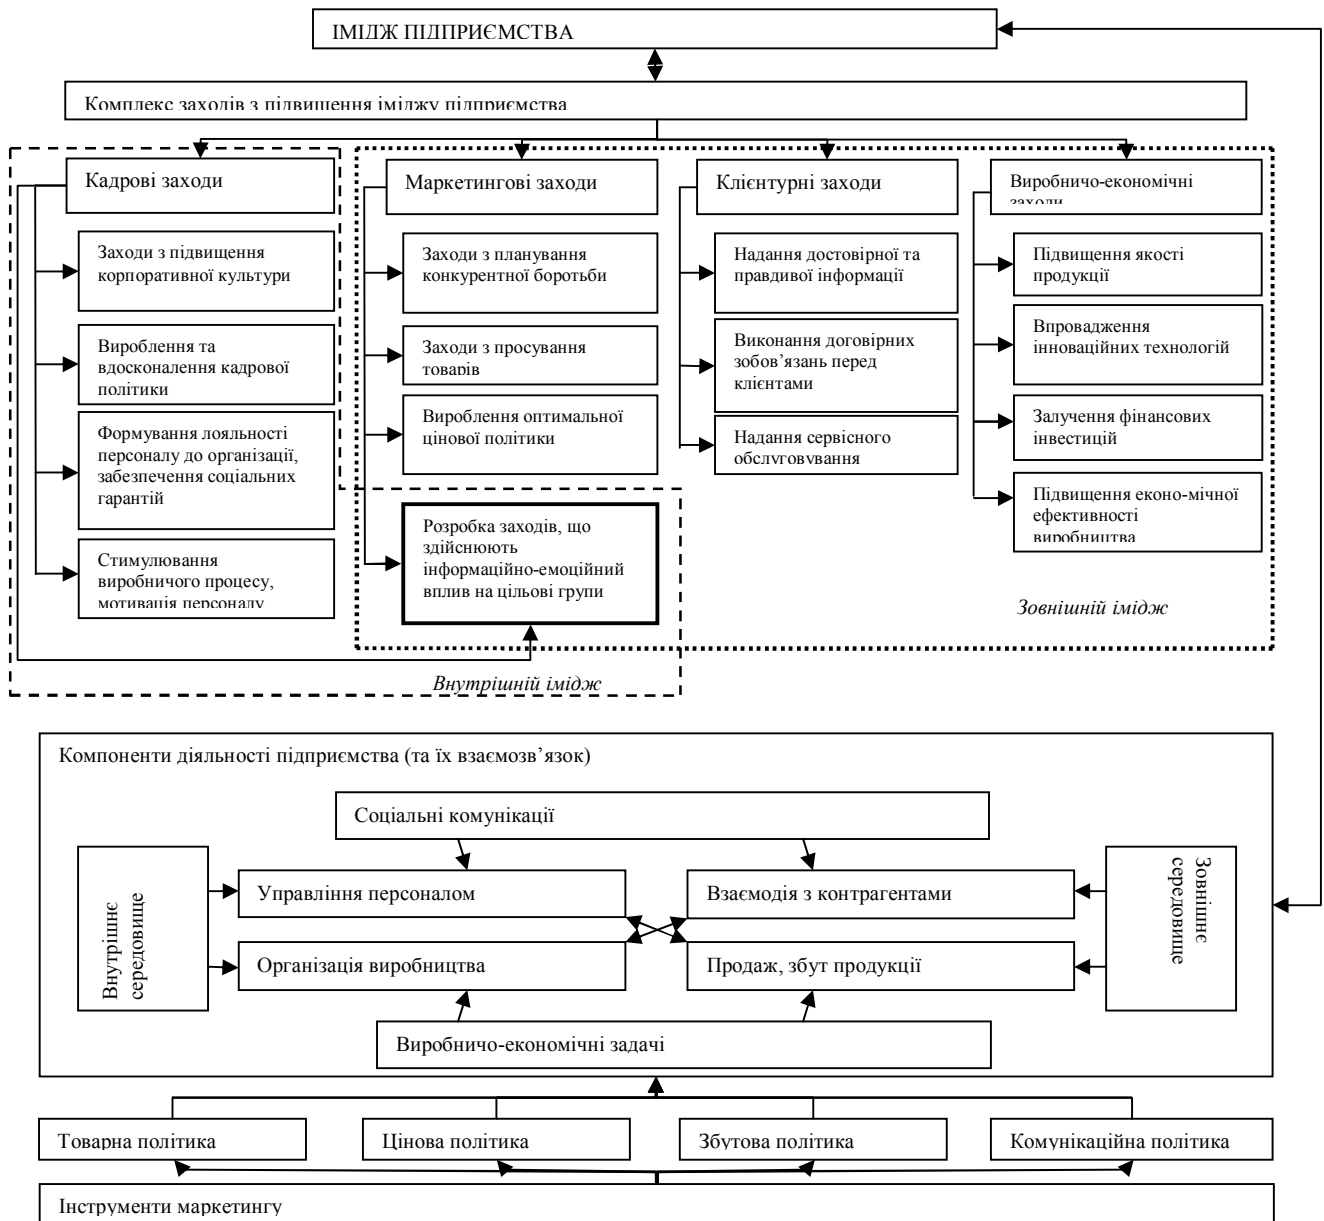 ІМІДЖ ПІДПРИЄМСТВА
Комплекс заходів з підвищення іміджу підприємства
Кадрові заходи
Маркетингові заходи
Клієнтурні заходи
Виробничо-економічні
заходи
Заходи з підвищення
корпоративної культури
Вироблення та
вдосконалення кадрової
політики
Формування лояльності
персоналу до організації,
забезпечення соціальних
гарантій
Стимулювання
виробничого процесу,
мотивація персоналу
Заходи з планування
конкурентної боротьби
Заходи з просування
товарів
Вироблення оптимальної
цінової політики
Розробка заходів, що
здійснюють
інформаційно-емоційний
вплив на цільові групи
Надання достовірної та
правдивої інформації
Виконання договірних
зобов’язань перед
клієнтами
Надання сервісного
обслуговування
Підвищення якості
продукції
Впровадження
інноваційних технологій
Залучення фінансових
інвестицій
Підвищення еконо-мічної
ефективності
виробництва
Зовнішній імідж
Внутрішній імідж
Компоненти діяльності підприємства (та їх взаємозв’язок)
Соціальні комунікації
Внутрішнє
середовище
Управління персоналом
Взаємодія з контрагентами
Зовнішнє
середовище
Організація виробництва
Продаж, збут продукції
Виробничо-економічні задачі
Товарна політика
Цінова політика
Збутова політика
Комунікаційна політика
Інструменти маркетингу